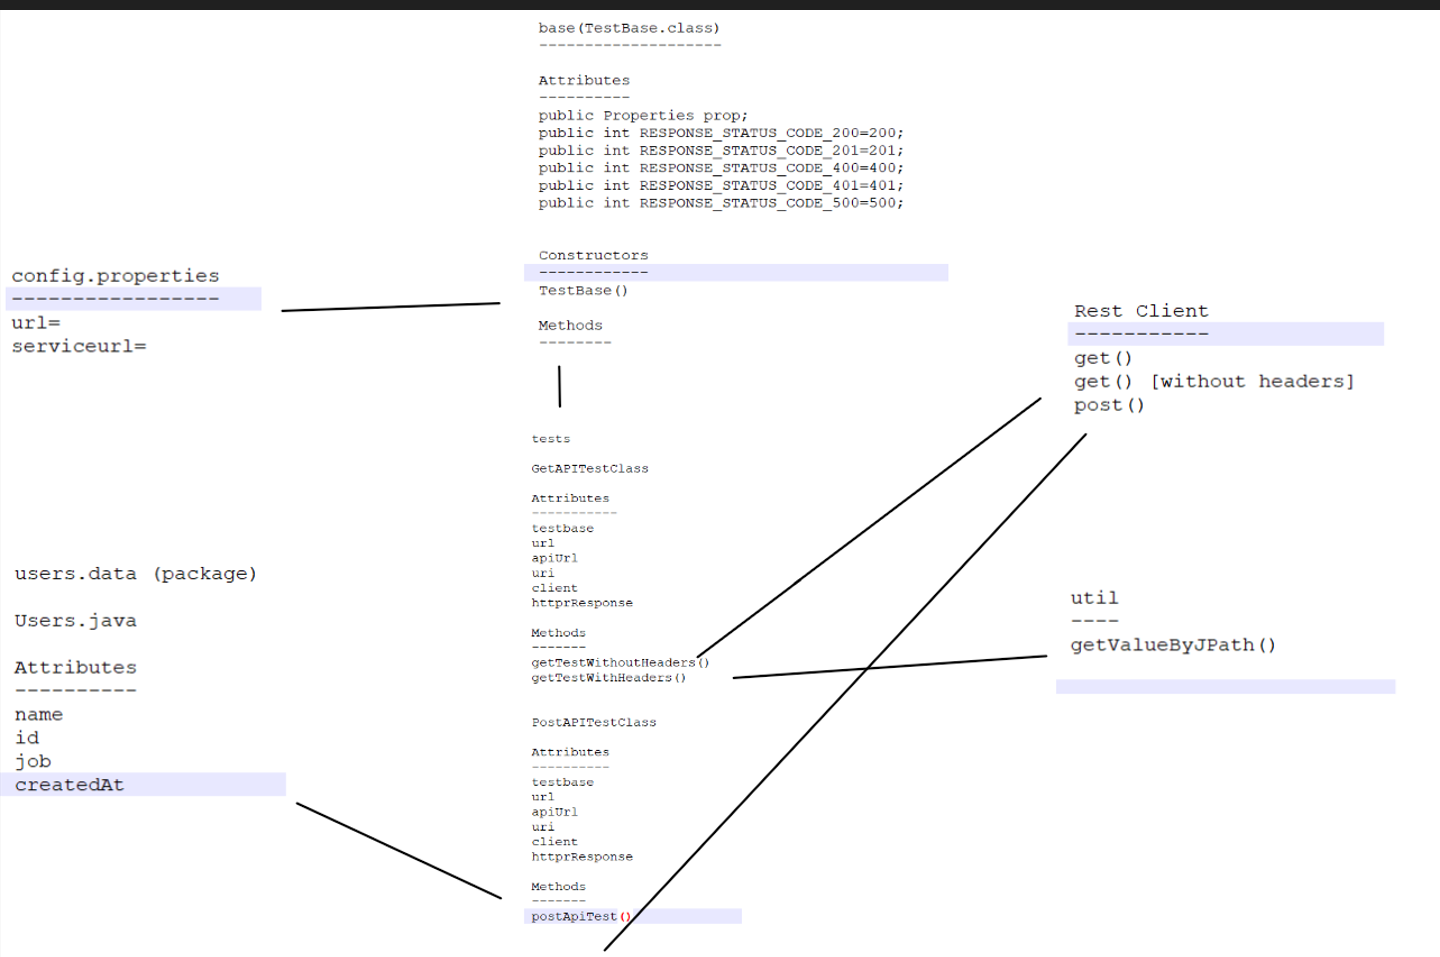 base(TestBase.class)
--------------------
Attributes
----------
public Properties prop;
public int RESPONSE_STATUS_CODE_200=200;
public int RESPONSE_STATUS_CODE_201=201;
public int RESPONSE_STATUS_CODE_400=400;
public int RESPONSE_STATUS_CODE_401=401;
public int RESPONSE_STATUS_CODE_500=500;
Constructors
------------
TestBase()
Methods
--------
config.properties
-----------------
url=
serviceurl=
Rest Client
-----------
get()
get() [without headers]
post()
tests
GetAPITestClass
Attributes
-----------
testbase
url
apiUrl
uri
client
httprResponse
Methods
-------
getTestWithoutHeaders()
getTestWithHeaders()
PostAPITestClass
Attributes
----------
testbase
url
apiUrl
uri
client
httprResponse
Methods
-------
postApiTest()
users.data (package)
Users.java
Attributes
----------
name
id
job
createdAt
util
----
getValueByJPath()